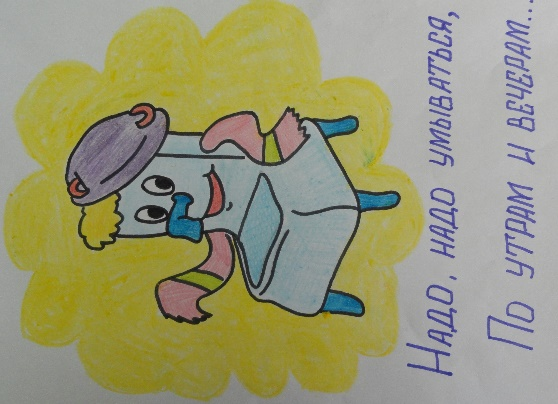 Надо, надо умываться,
По утрам и вечерам...